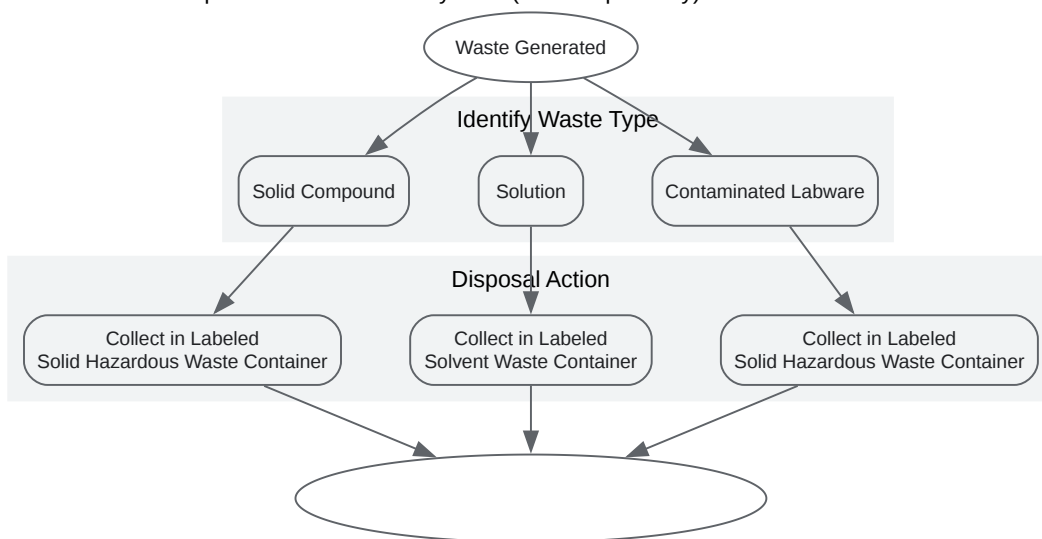 Waste Generated
Identify Waste Type
Solid Compound
Solution
Contaminated Labware
Disposal Action
Collect in Labeled
Solid Hazardous Waste Container
Collect in Labeled
Solvent Waste Container
Collect in Labeled
Solid Hazardous Waste Container